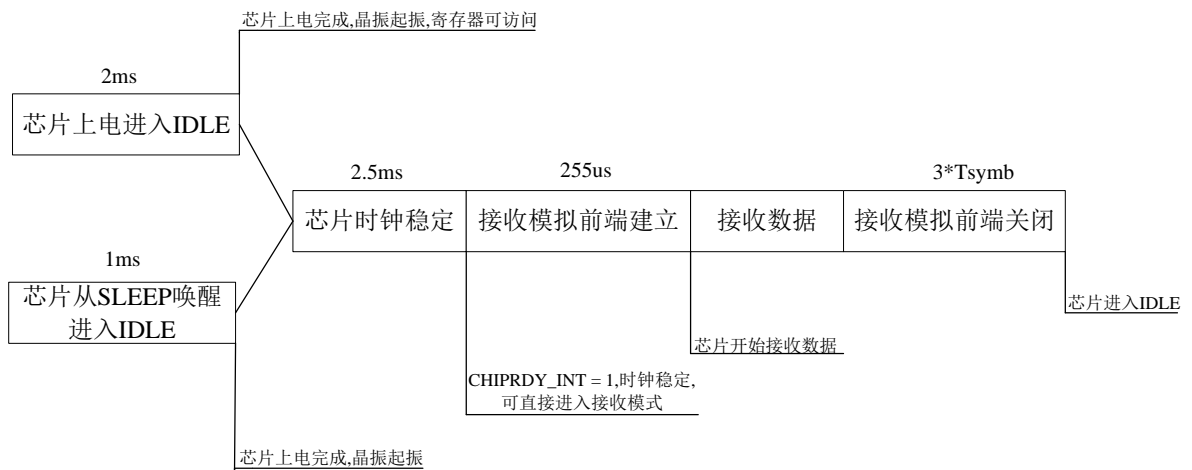 芯片上电完成,晶振起振,寄存器可访问
2ms
芯片上电进入IDLE
2.5ms
255us
3*Tsymb
芯片时钟稳定
接收模拟前端建立
接收数据
接收模拟前端关闭
1ms
芯片从SLEEP唤醒
进入IDLE
芯片进入IDLE
芯片开始接收数据
CHIPRDY_INT = 1,时钟稳定,
可直接进入接收模式
芯片上电完成,晶振起振